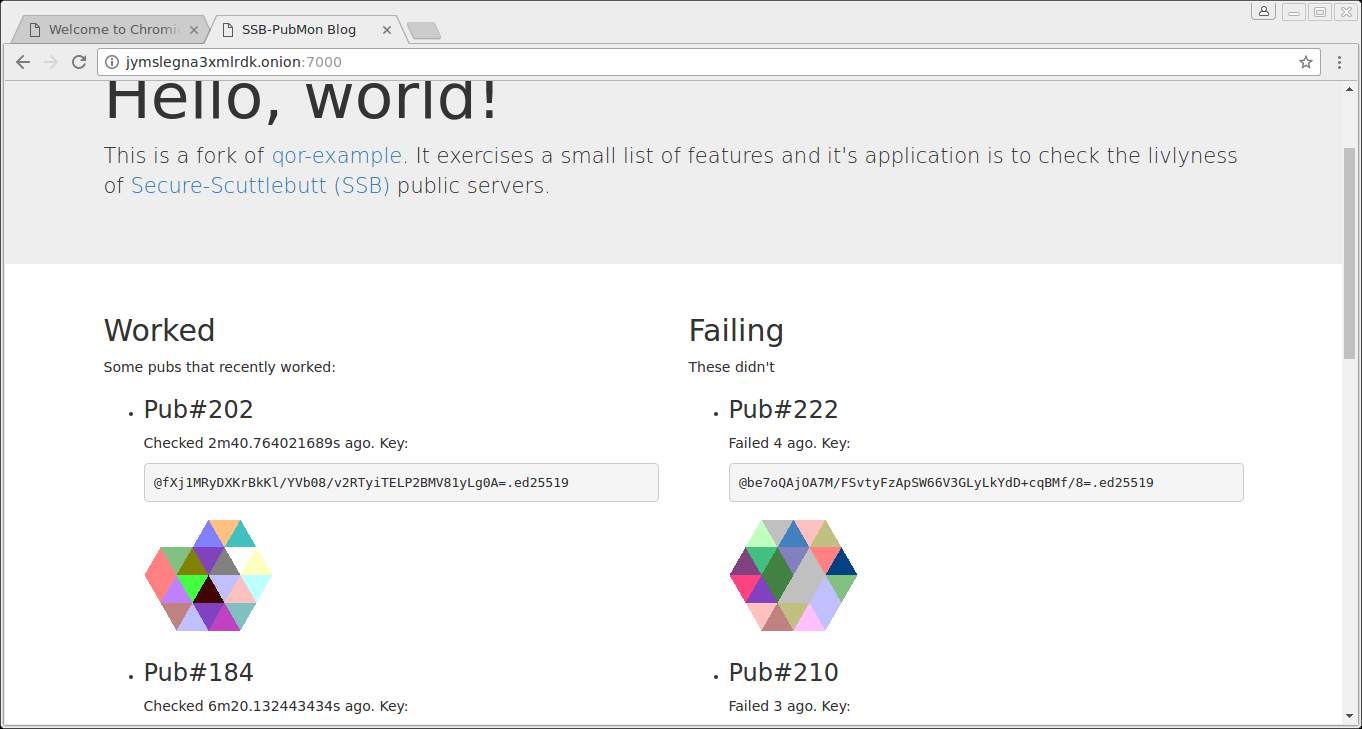 Welcome to Chromi
SSB-PubMon Blog
jymslegna3xmlrdk.onion:7000
Hello, world!
This is a fork of qor-example. It exercises a small list of features and it's application is to check the livlyness
of Secure-Scuttlebutt (SSB) public servers.
Worked
Some pubs that recently worked:
Pub#202
Checked 2m40.764021689s ago. Key:
@fXj1MRyDXKrBkKl/YVb08/v2RTyiTELP2BMV81yLg0A=.ed25519
Pub#184
Checked 6m20.132443434s ago. Key:
Failing
These didn't
Pub#222
Failed 4 ago. Key:
@be7oQAjOA7M/FSvtyFzApSW66V3GLyLkYdD+cqBMf/8=.ed25519
Pub#210
Failed 3 ago. Key: